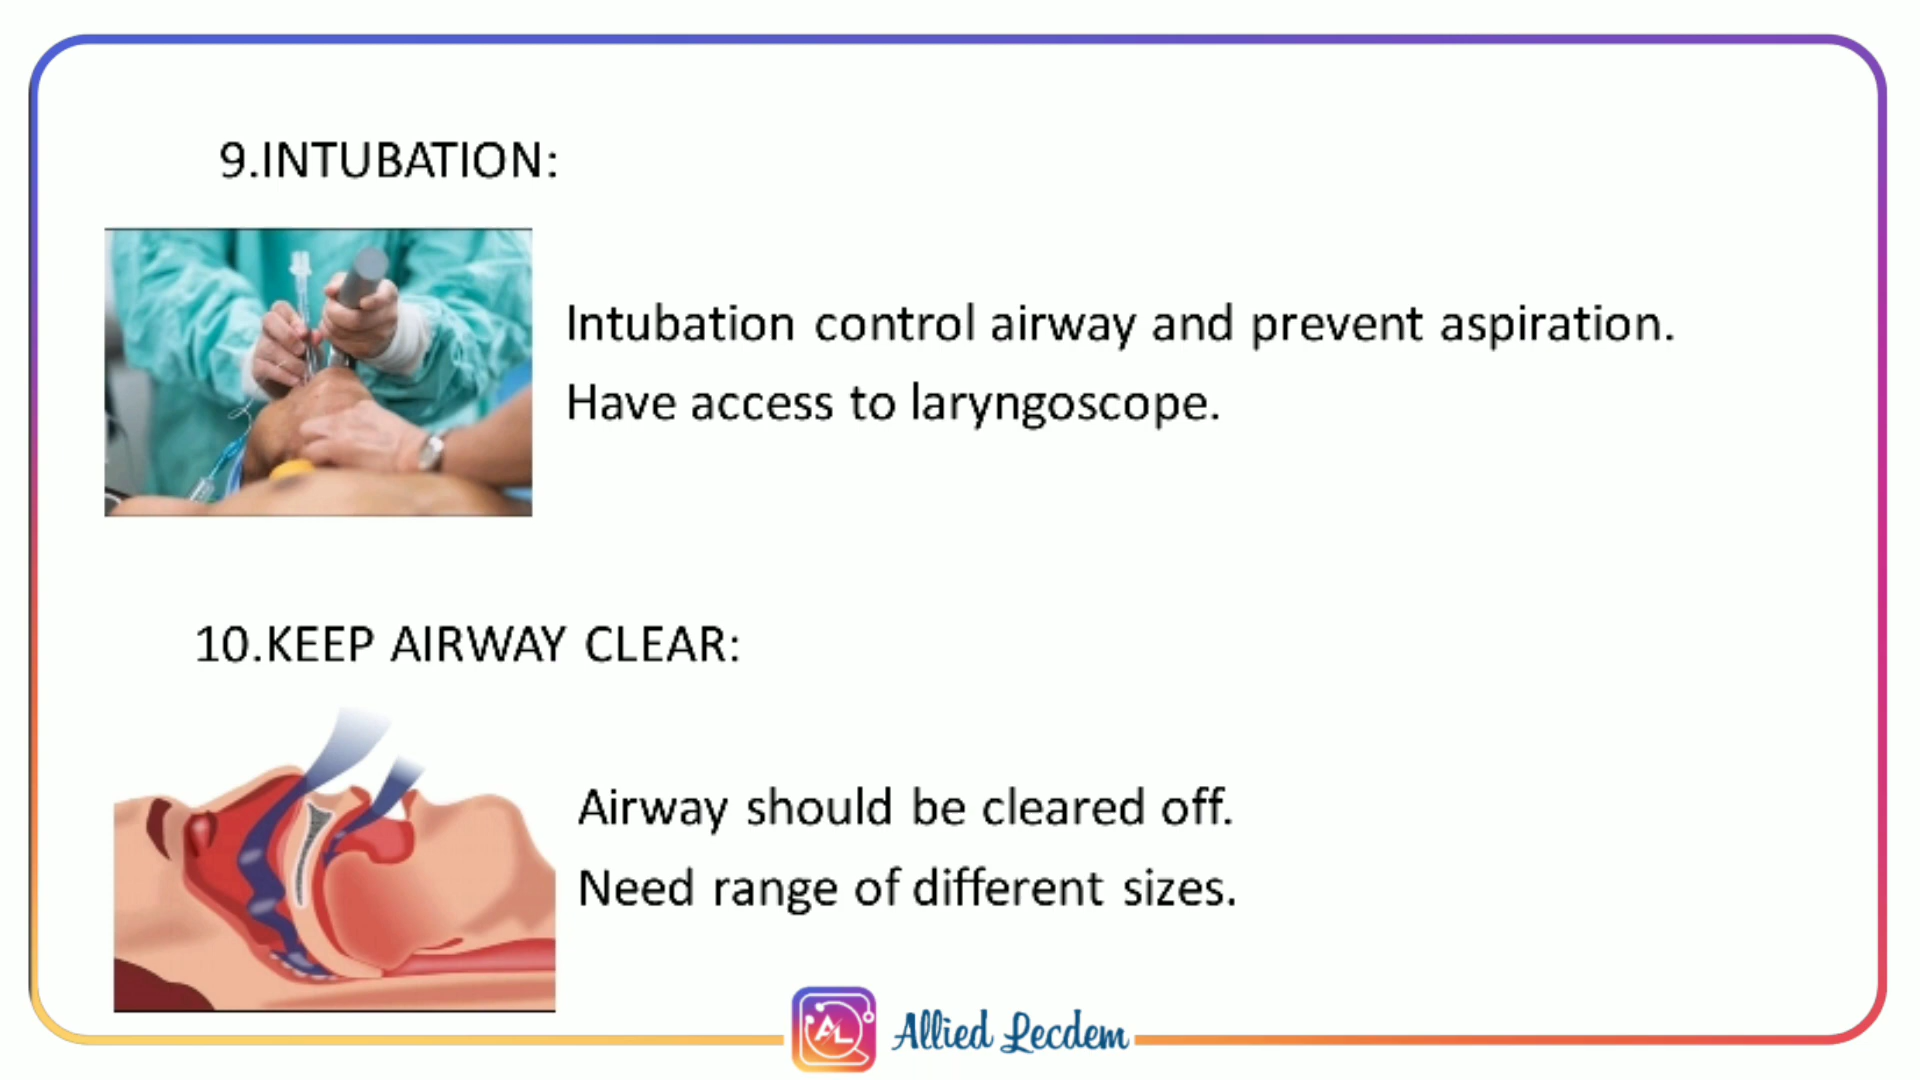 9.INTUBATION:
Intubation control airway and prevent aspiration.
Have access to laryngoscope.
10.KEEP AIRWAY CLEAR:
Airway should be cleared off.
Need range of different sizes.
AL Allied Lecdem